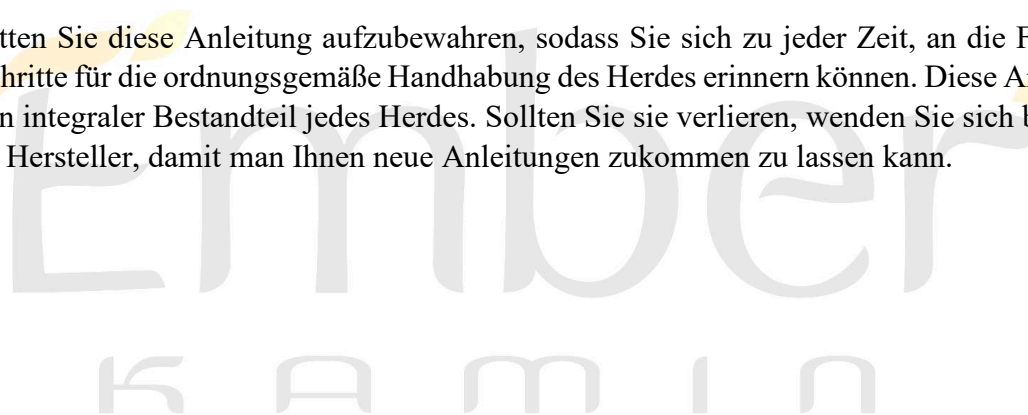 tten Sie diese Anleitung aufzubewahren, sodass Sie sich zu jeder Zeit, an die F
hritte für die ordnungsgemäße Handhabung des Herdes erinnern können. Diese A
n integraler Bestandteil jedes Herdes. Sollten Sie sie verlieren, wenden Sie sich b
Hersteller, damit man Ihnen neue Anleitungen zukommen zu lassen kann.
Ember
KAMIN